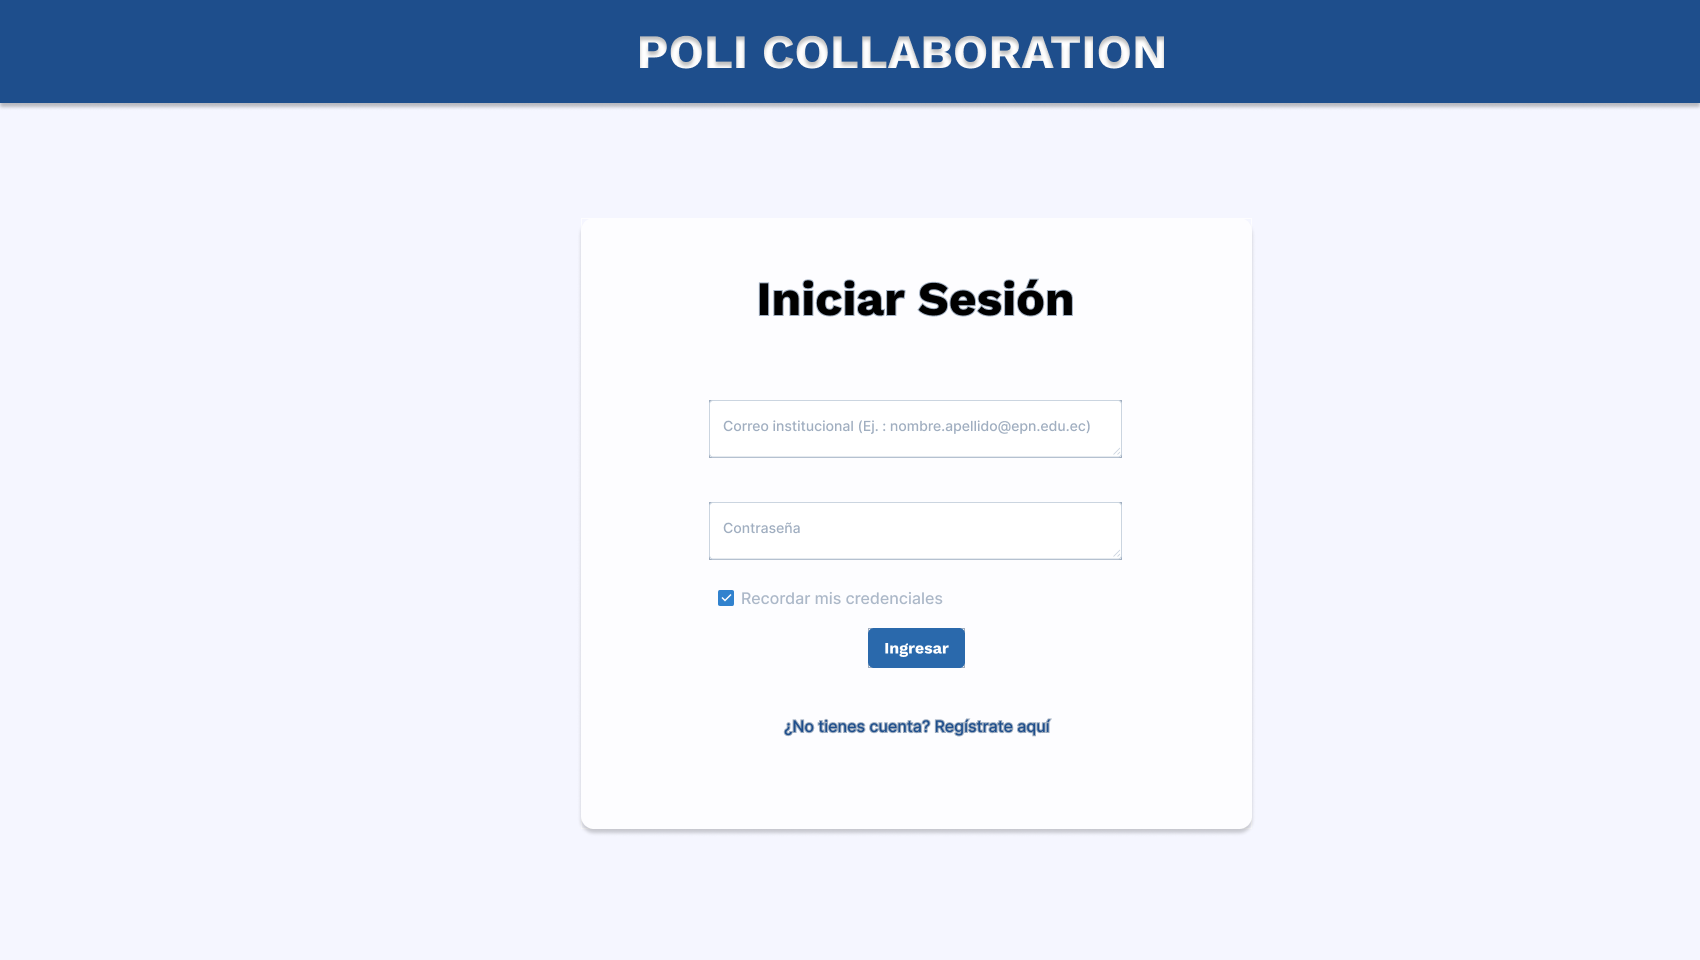 POLI COLLABORATION
Iniciar Sesión
Correo institucional (Ej. : nombre.apellido@epn.edu.ec)
Contraseña
Recordar mis credenciales
Ingresar
¿No tienes cuenta? Regístrate aquí